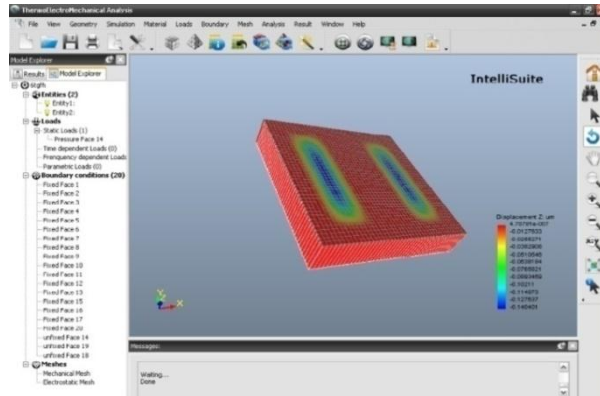 ThermoElectroMechanical Analysis
File View Geometry Simulation Material Loads Boundary Mesh Analysis Result Window Help
Model Explorer
Results Model Explorer
Entities (2)
Entity1:
Entity2:
Loads
Static Loads (1)
Pressure Face 14
Time dependent Loads (0)
Frenquency dependent Loads
Parametric Loads (0)
Boundary conditions (20)
Fixed Face 1
Fixed Face 2
Fixed Face 3
Fixed Face 4
Fixed Face 5
Fixed Face 6
Fixed Face 7
Fixed Face 8
Fixed Face 9
Fixed Face 10
Fixed Face 11
Fixed Face 12
Fixed Face 13
Fixed Face 14
Fixed Face 15
Fixed Face 16
Fixed Face 17
Fixed Face 20
unfixed Face 14
unfixed Face 19
unfixed Face 18
Meshes
Mechanical Mesh
Electrostatic Mesh
IntelliSuite
Displacement Z: um
Y
Z
X
Messages:
Waiting...
Done